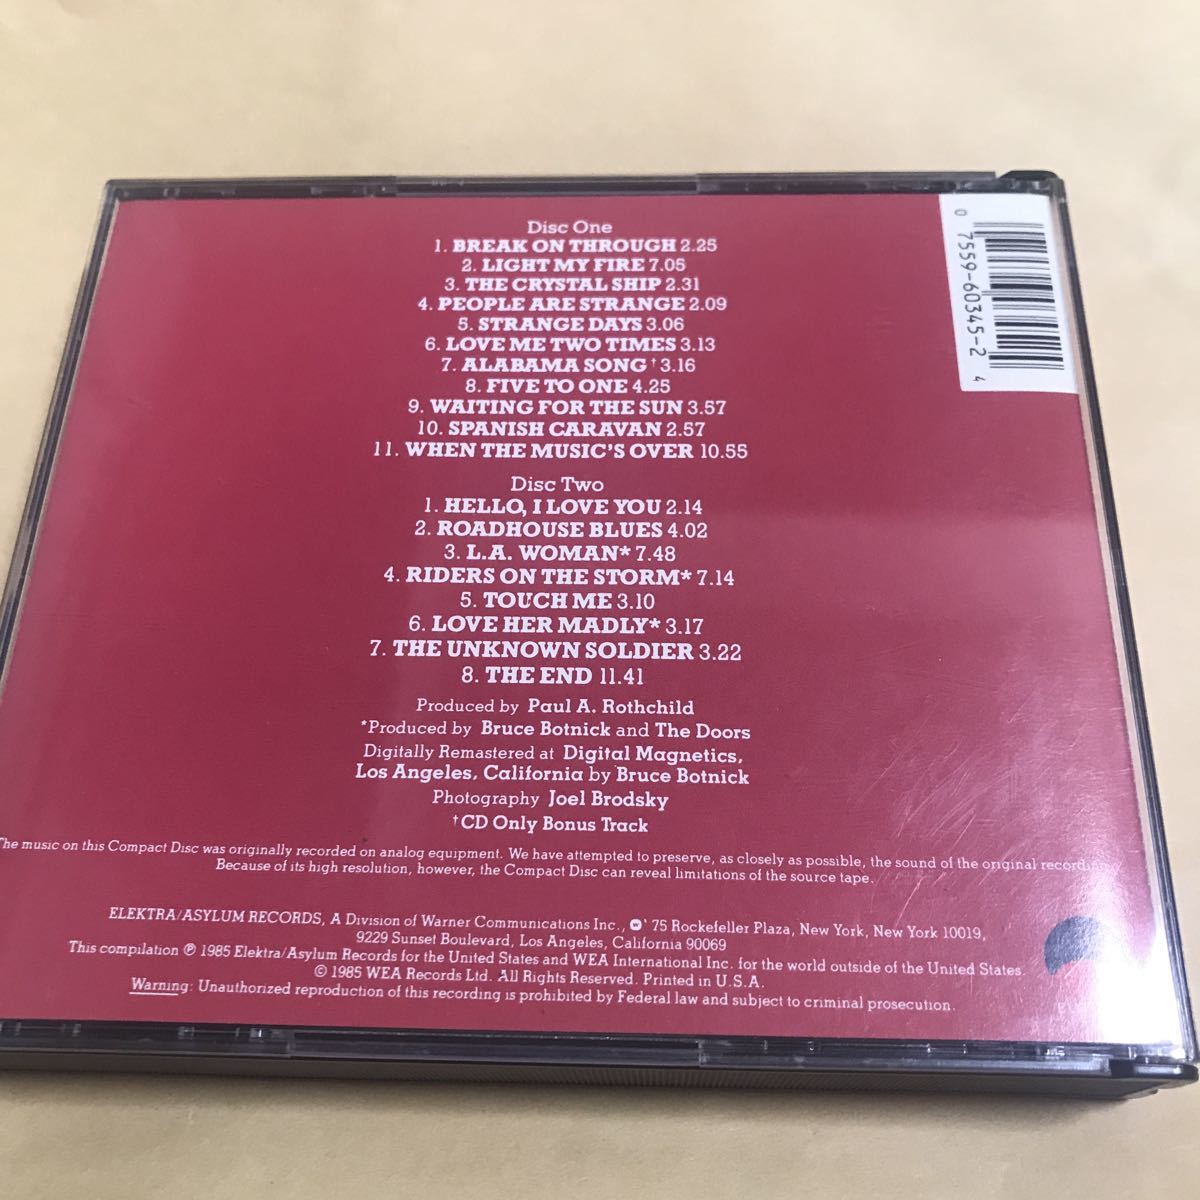 Disc One
1. BREAK ON THROUGH 2.25
2. LIGHT MY FIRE 7.05
3. THE CRYSTAL SHIP 2.31
4. PEOPLE ARE STRANGE 2.09
5. STRANGE DAYS 3.06
6. LOVE ME TWO TIMES 3.13
7. ALABAMA SONG † 3.16
8. FIVE TO ONE 4.25
9. WAITING FOR THE SUN 3.57
10. SPANISH CARAVAN 2.57
11. WHEN THE MUSIC'S OVER 10.55
Disc Two
1. HELLO, I LOVE YOU 2.14
2. ROADHOUSE BLUES 4.02
3. L.A. WOMAN* 7.48
4. RIDERS ON THE STORM* 7.14
5. TOUCH ME 3.10
6. LOVE HER MADLY* 3.17
7. THE UNKNOWN SOLDIER 3.22
8. THE END 11.41
Produced by Paul A. Rothchild
*Produced by Bruce Botnick and The Doors
Digitally Remastered at Digital Magnetics,
Los Angeles, California by Bruce Botnick
Photography Joel Brodsky
†CD Only Bonus Track
The music on this Compact Disc was originally recorded on analog equipment. We have attempted to preserve, as closely as possible, the sound of the original recording.
Because of its high resolution, however, the Compact Disc can reveal limitations of the source tape.
ELEKTRA/ASYLUM RECORDS, A Division of Warner Communications Inc., 75 Rockefeller Plaza, New York, New York 10019,
9229 Sunset Boulevard, Los Angeles, California 90069
This compilation ℗ 1985 Elektra/Asylum Records for the United States and WEA International Inc. for the world outside of the United States.
© 1985 WEA Records Ltd. All Rights Reserved. Printed in U.S.A.
Warning: Unauthorized reproduction of this recording is prohibited by Federal law and subject to criminal prosecution.
0 7559-60345-2 4